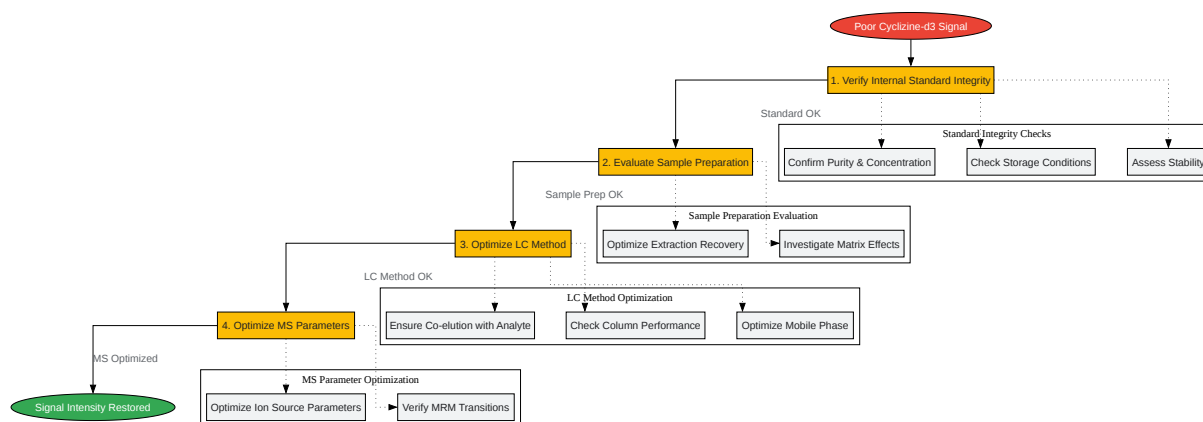 Poor Cyclizine-d3 Signal
1. Verify Internal Standard Integrity
Standard OK
Standard Integrity Checks
Confirm Purity & Concentration
Check Storage Conditions
Assess Stability
2. Evaluate Sample Preparation
Sample Prep OK
Sample Preparation Evaluation
Optimize Extraction Recovery
Investigate Matrix Effects
3. Optimize LC Method
LC Method OK
LC Method Optimization
Ensure Co-elution with Analyte
Check Column Performance
Optimize Mobile Phase
4. Optimize MS Parameters
MS Optimized
MS Parameter Optimization
Signal Intensity Restored
Optimize Ion Source Parameters
Verify MRM Transitions